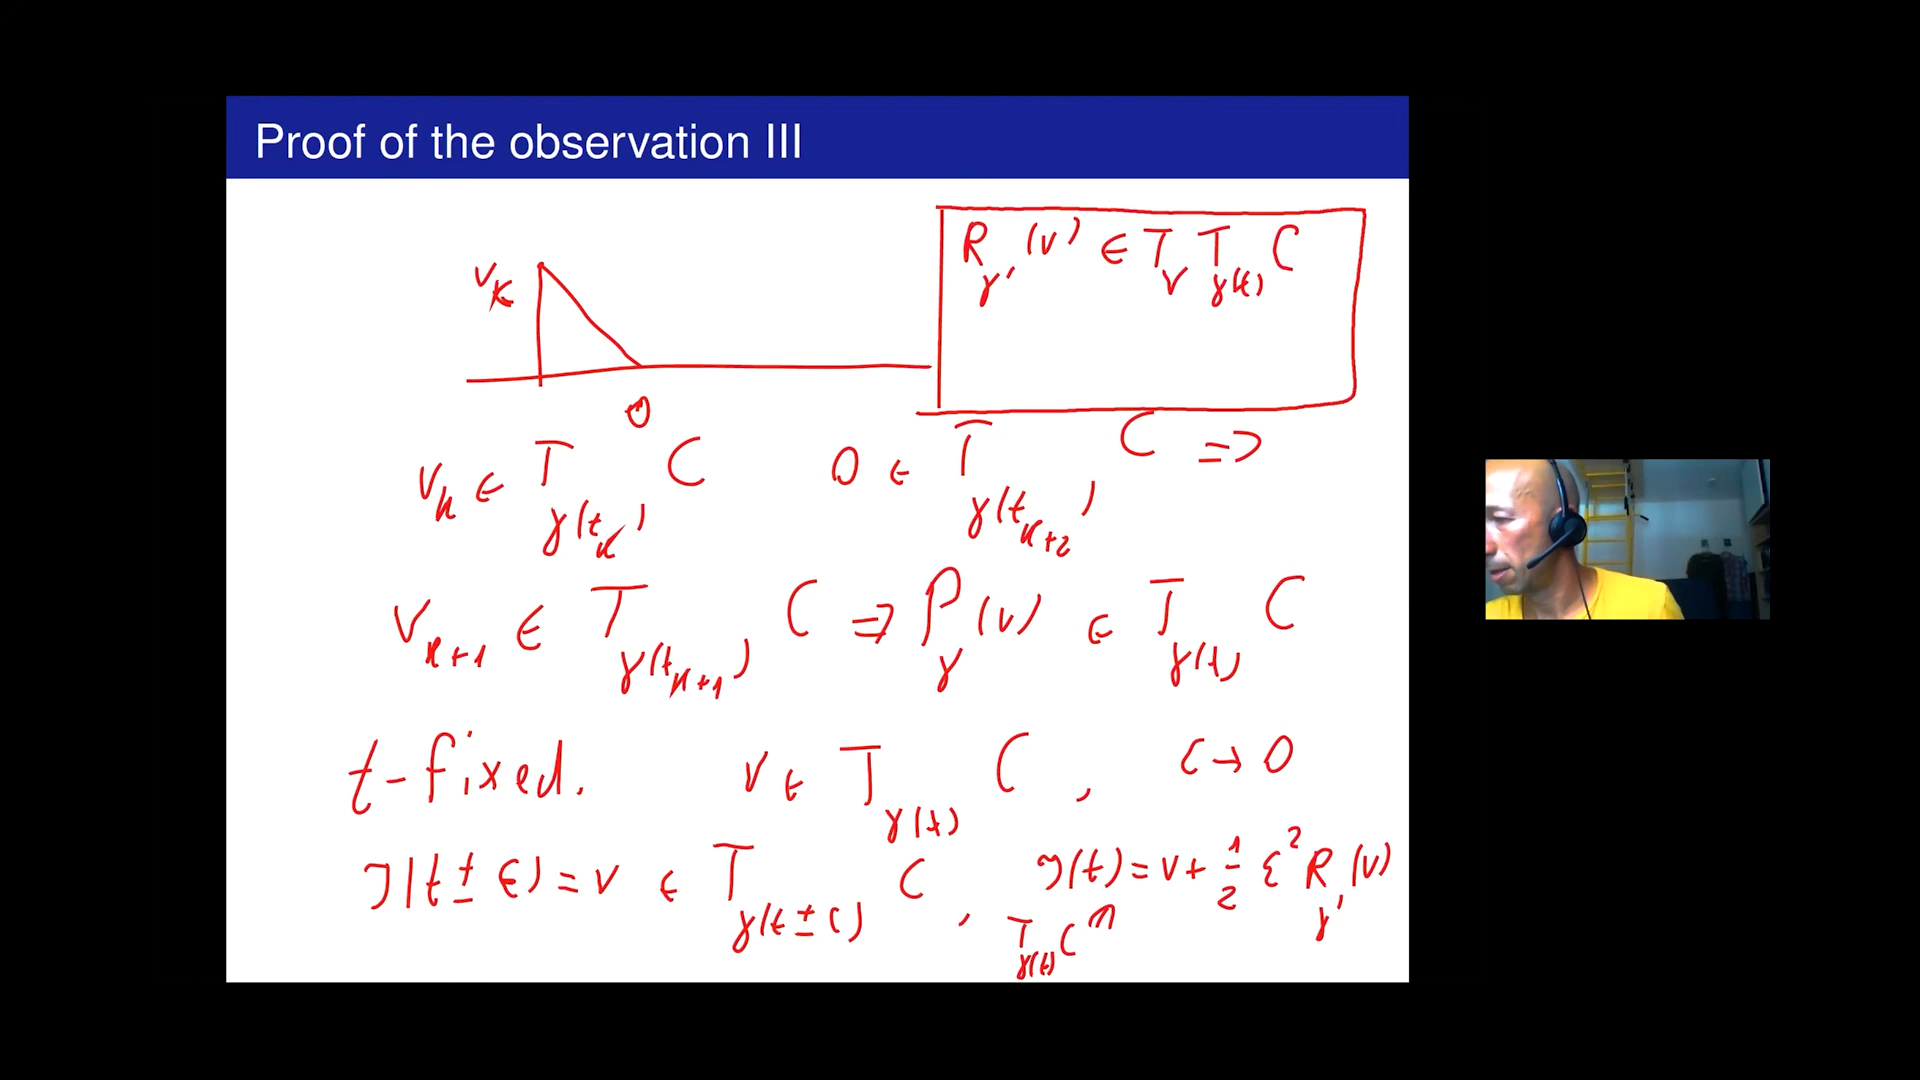 Proof of the observation III
R_γ'(v) ∈ T_v T_γ(t) C
v_k
0
v_k ∈ T_γ(t_k) C 0 ∈ T_γ(t_k+2) C =>
v_k+1 ∈ T_γ(t_k+1) C => P_γ(v) ∈ T_γ(t) C
t-fixed. v ∈ T_γ(t) C, ε → 0
J(t ± ε) = v ∈ T_γ(t ± ε) C, J(t) = v + 1/2 ε² R_γ'(v)
T_γ(t) C